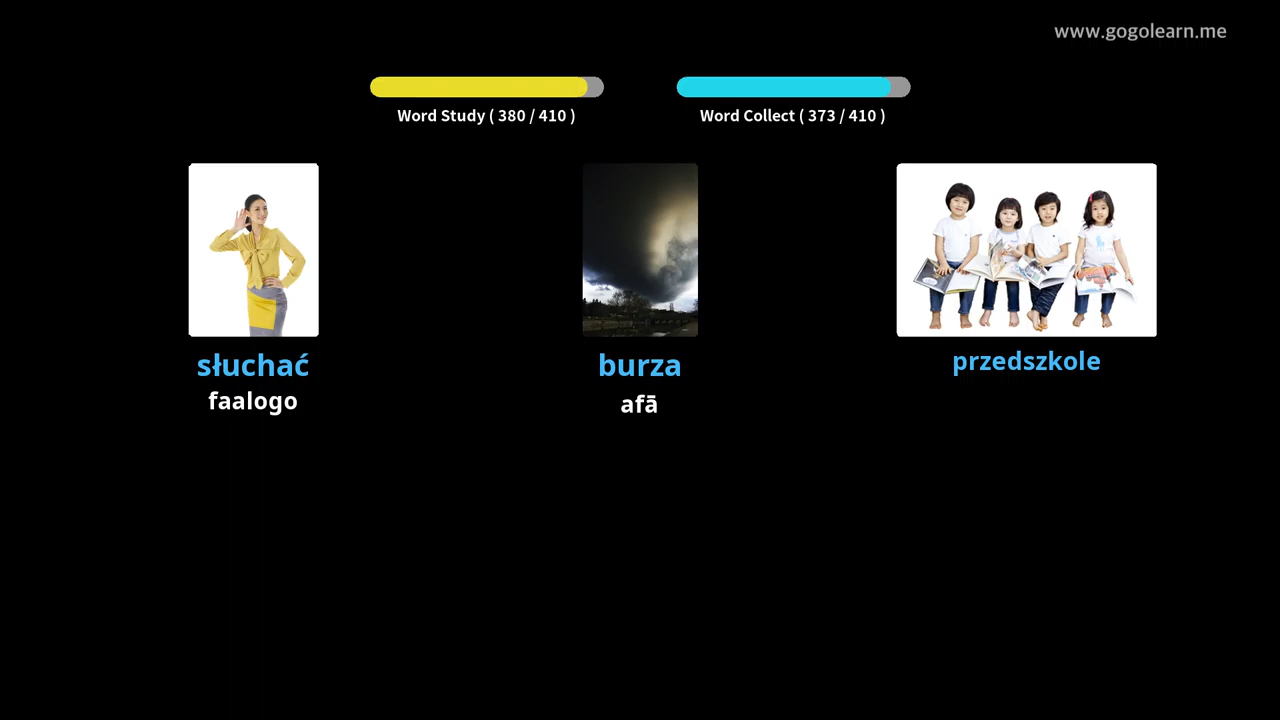 www.gogolearn.me
Word Study ( 380 / 410 )
Word Collect ( 373 / 410 )
słuchać
faalogo
burza
afā
przedszkole